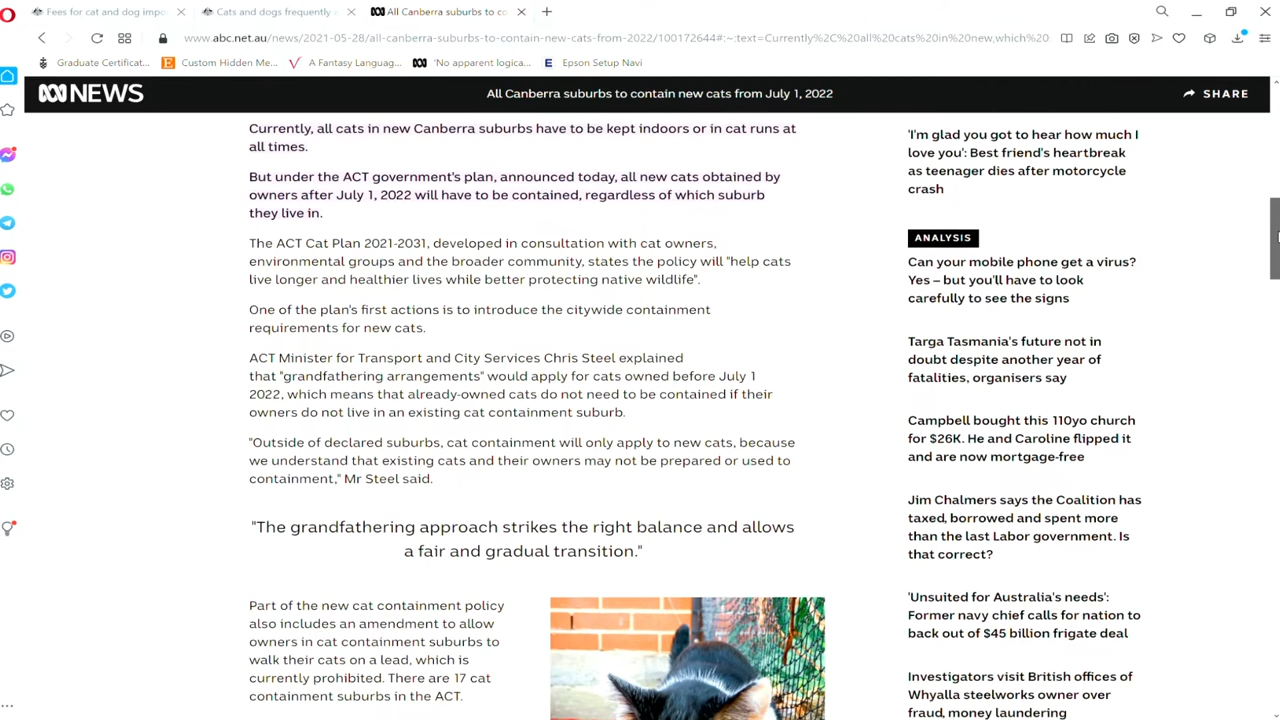 Fees for cat and dog impo
Cats and dogs frequently a
All Canberra suburbs to co
www.abc.net.au/news/2021-05-28/all-canberra-suburbs-to-contain-new-cats-from-2022/100172644#:~:text=Currently%2C%20all%20cats%20in%20new,which%20
Graduate Certificat...
Custom Hidden Me...
A Fantasy Languag...
'No apparent logica...
Epson Setup Navi
NEWS
All Canberra suburbs to contain new cats from July 1, 2022
SHARE
Currently, all cats in new Canberra suburbs have to be kept indoors or in cat runs at
all times.
But under the ACT government's plan, announced today, all new cats obtained by
owners after July 1, 2022 will have to be contained, regardless of which suburb
they live in.
The ACT Cat Plan 2021-2031, developed in consultation with cat owners,
environmental groups and the broader community, states the policy will "help cats
live longer and healthier lives while better protecting native wildlife".
One of the plan's first actions is to introduce the citywide containment
requirements for new cats.
ACT Minister for Transport and City Services Chris Steel explained
that "grandfathering arrangements" would apply for cats owned before July 1
2022, which means that already-owned cats do not need to be contained if their
owners do not live in an existing cat containment suburb.
"Outside of declared suburbs, cat containment will only apply to new cats, because
we understand that existing cats and their owners may not be prepared or used to
containment," Mr Steel said.
"The grandfathering approach strikes the right balance and allows
a fair and gradual transition."
Part of the new cat containment policy
also includes an amendment to allow
owners in cat containment suburbs to
walk their cats on a lead, which is
currently prohibited. There are 17 cat
containment suburbs in the ACT.
'I'm glad you got to hear how much I
love you': Best friend's heartbreak
as teenager dies after motorcycle
crash
ANALYSIS
Can your mobile phone get a virus?
Yes – but you'll have to look
carefully to see the signs
Targa Tasmania's future not in
doubt despite another year of
fatalities, organisers say
Campbell bought this 110yo church
for $26K. He and Caroline flipped it
and are now mortgage-free
Jim Chalmers says the Coalition has
taxed, borrowed and spent more
than the last Labor government. Is
that correct?
'Unsuited for Australia's needs':
Former navy chief calls for nation to
back out of $45 billion frigate deal
Investigators visit British offices of
Whyalla steelworks owner over
fraud, money laundering